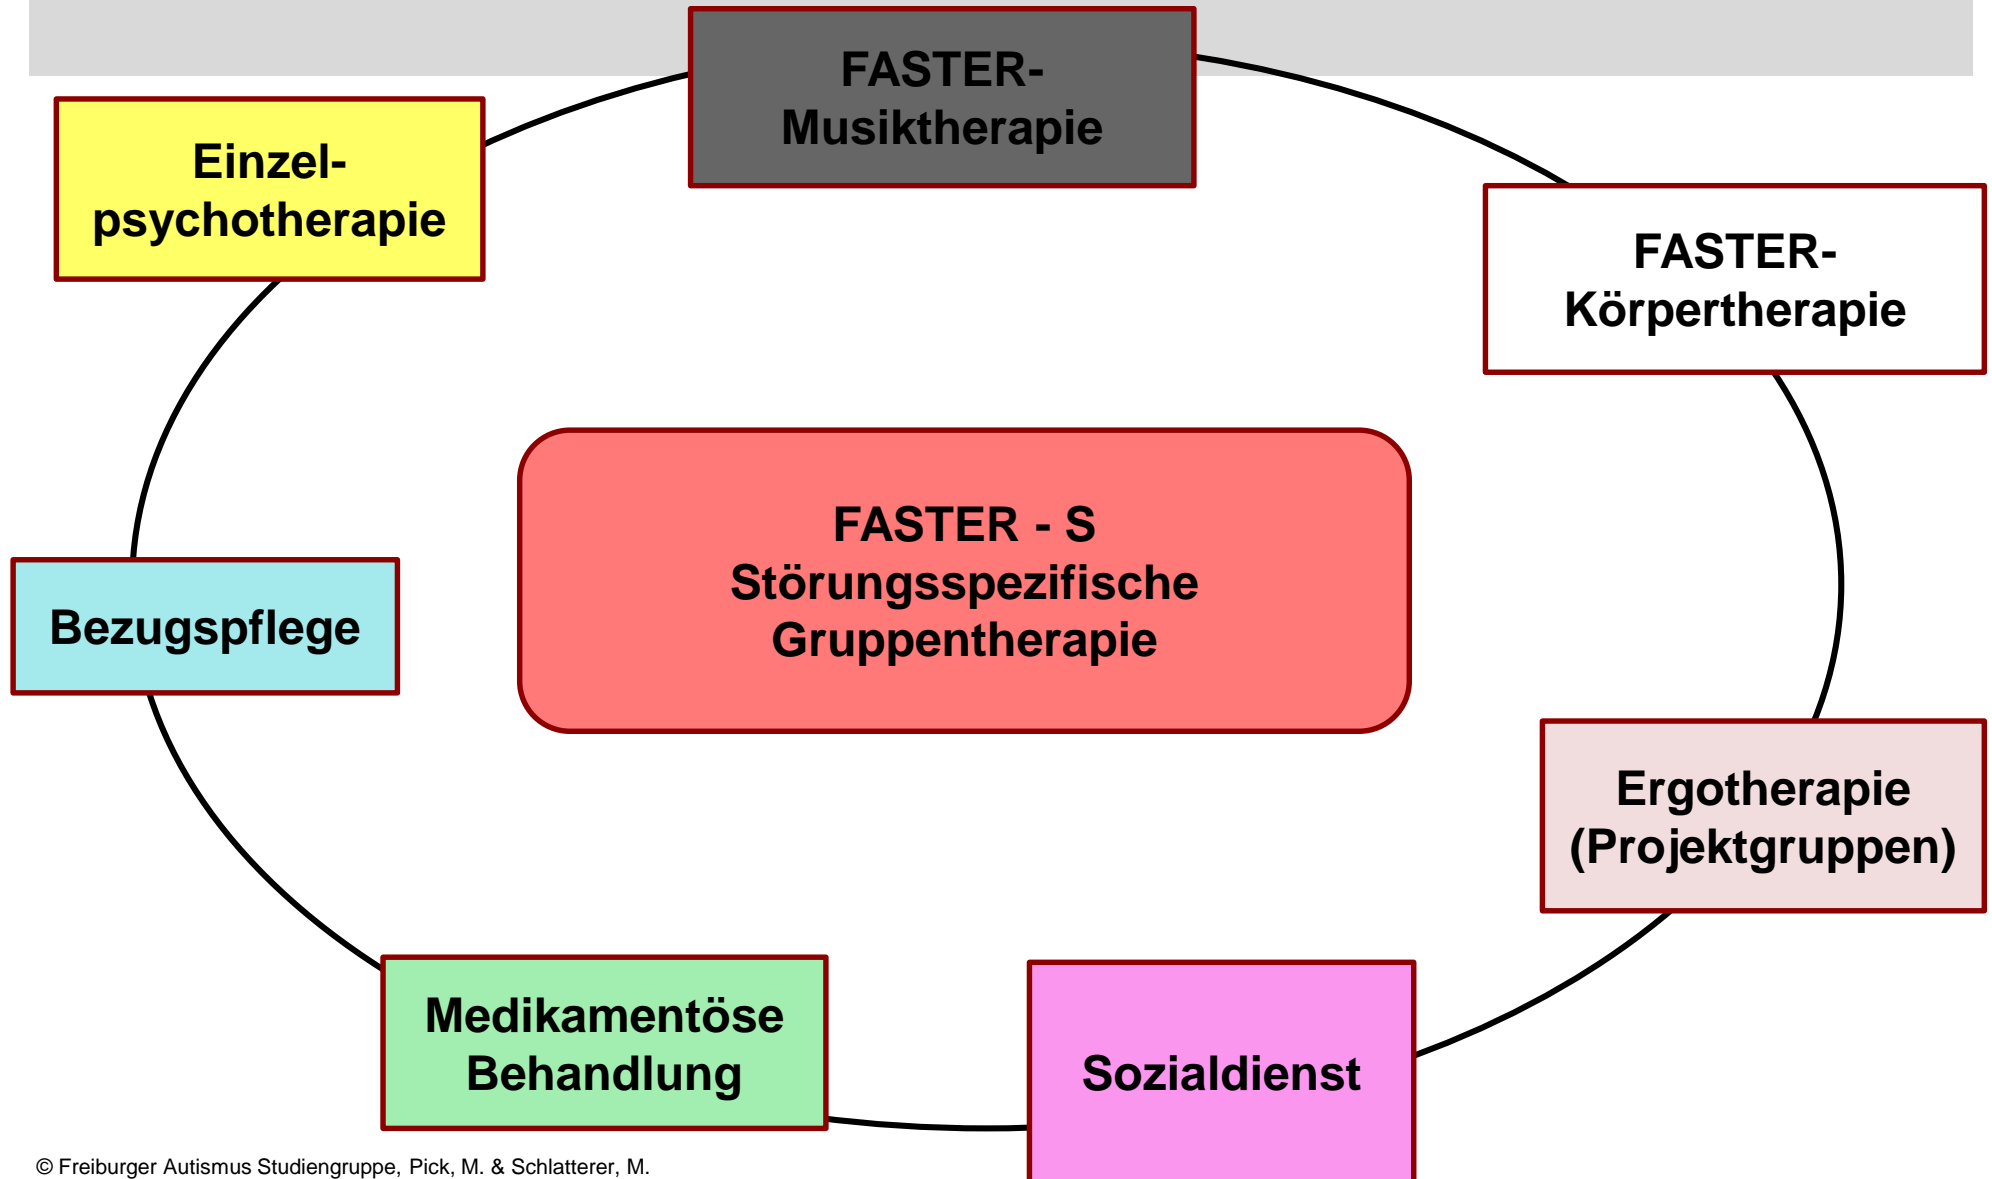 FASTER-
Musiktherapie
Einzel-
psychotherapie
FASTER-
Körpertherapie
FASTER - S
Störungsspezifische
Gruppentherapie
Bezugspflege
Ergotherapie
(Projektgruppen)
Medikamentöse
Behandlung
Sozialdienst
© Freiburger Autismus Studiengruppe, Pick, M. & Schlatterer, M.